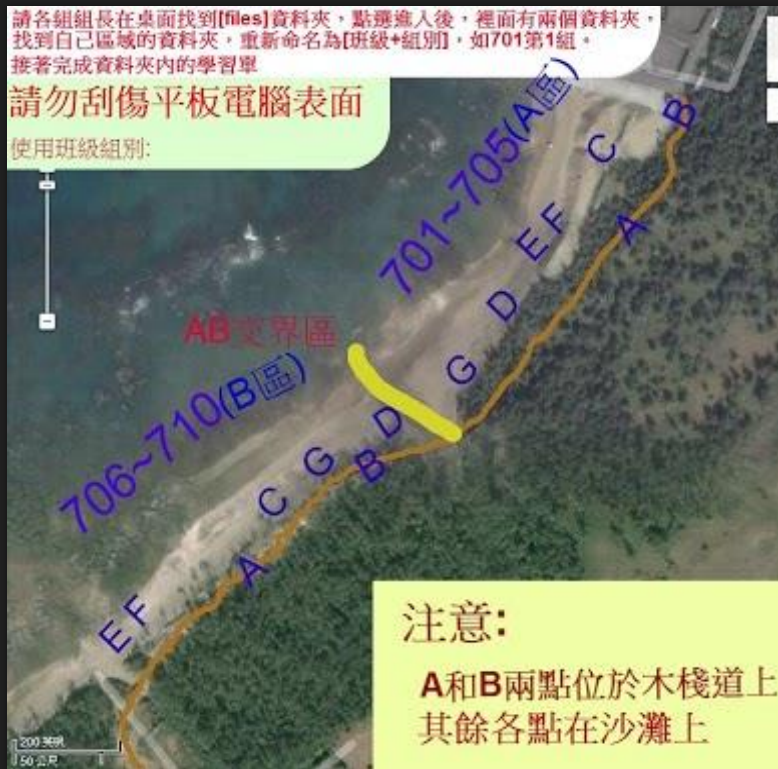 請各組組長在桌面找到[files]資料夾，點選進入後，裡面有兩個資料夾，
找到自己區域的資料夾，重新命名為[班級+組別]，如701第1組。
接著完成資料夾內的學習單
請勿刮傷平板電腦表面
使用班級組別:
701~705(A區)
B
C
A
E F
D
G
AB交界區
706~710(B區)
D
B
G
C
A
E F
注意:
A和B兩點位於木棧道上
其餘各點在沙灘上
200 英呎
50 公尺